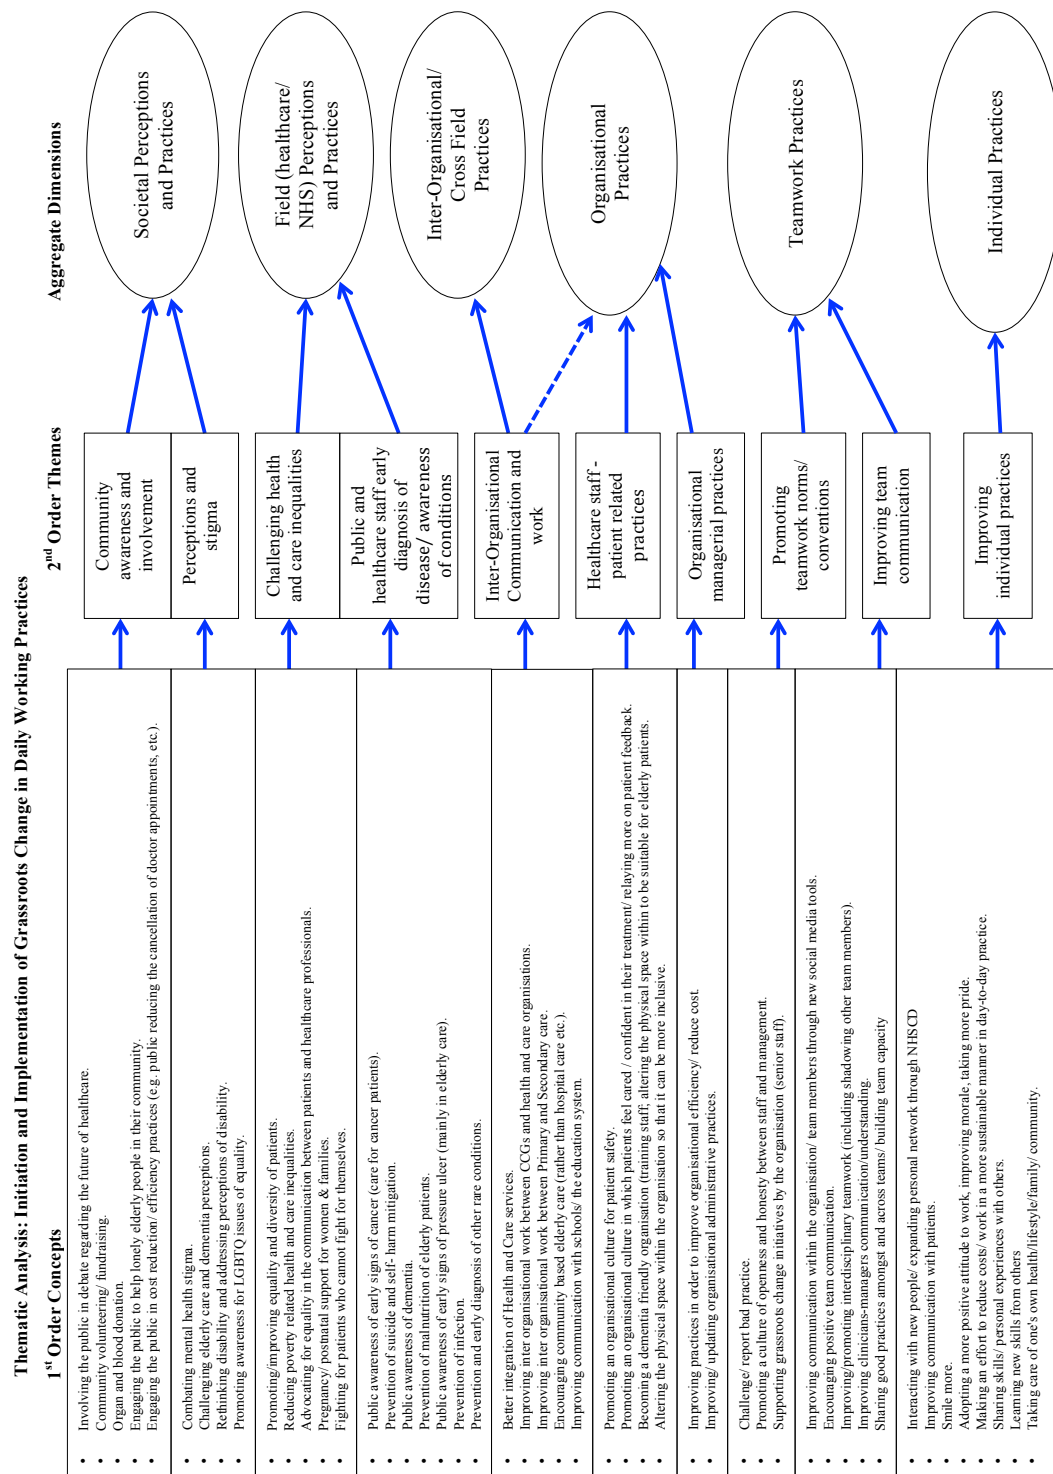 Thematic Analysis: Initiation and Implementation of Grassroots Change in Daily Working Practices
1st Order Concepts
2nd Order Themes
Aggregate Dimensions
• Involving the public in debate regarding the future of healthcare.
• Community volunteering/ fundraising.
• Organ and blood donation.
• Engaging the public to help lonely elderly people in their community.
• Engaging the public in cost reduction/ efficiency practices (e.g. public reducing the cancellation of doctor appointments, etc.).
• Combating mental health stigma.
• Challenging elderly care and dementia perceptions.
• Rethinking disability and addressing perceptions of disability.
• Promoting awareness for LGBTQ issues of equality.
• Promoting/improving equality and diversity of patients.
• Reducing poverty related health and care inequalities.
• Advocating for equality in the communication between patients and healthcare professionals.
• Pregnancy/ postnatal support for women & families.
• Fighting for patients who cannot fight for themselves.
• Public awareness of early signs of cancer (care for cancer patients).
• Prevention of suicide and self- harm mitigation.
• Public awareness of dementia.
• Prevention of malnutrition of elderly patients.
• Public awareness of early signs of pressure ulcer (mainly in elderly care).
• Prevention of infection.
• Prevention and early diagnosis of other rare conditions.
• Better integration of Health and Care services.
• Improving inter organisational work between CCGs and health and care organisations.
• Improving inter organisational work between Primary and Secondary care.
• Encouraging community based elderly care (rather than hospital care etc.).
• Improving communication with schools/ the education system.
• Promoting an organisational culture for patient safety.
• Promoting an organisational culture in which patients feel cared / confident in their treatment/ relaying more on patient feedback.
• Becoming a dementia friendly organisation (training staff; altering the physical space within to be suitable for elderly patients.
• Altering the physical space within the organisation so that it can be more inclusive.
• Improving practices in order to improve organisational efficiency/ reduce cost.
• Improving/ updating organisational administrative practices.
• Challenge/ report bad practice.
• Promoting a culture of openness and honesty between staff and management.
• Supporting grassroots change initiatives by the organisation (senior staff).
• Improving communication within the organisation/ team members through new social media tools.
• Encouraging positive team communication.
• Improving/promoting interdisciplinary teamwork (including shadowing other team members).
• Improving clinicians-managers communication/understanding.
• Sharing good practices amongst and across teams/ building team capacity
• Interacting with new people/ expanding personal network through NHSCD
• Improving communication with patients.
• Smile more.
• Adopting a more positive attitude to work, improving morale, taking more pride.
• Making an effort to reduce costs/ work in a more sustainable manner in day-to-day practice.
• Sharing skills/ personal experiences with others.
• Learning new skills from others
• Taking care of one's own health/lifestyle/family/ community.
Community
awareness and
involvement
Perceptions and
stigma
Challenging health
and care inequalities
Public and
healthcare staff early
diagnosis of
disease/ awareness
of conditions
Inter-Organisational
Communication and
work
Healthcare staff -
patient related
practices
Organisational
managerial practices
Promoting
teamwork norms/
conventions
Improving team
communication
Improving
individual practices
Societal Perceptions
and Practices
Field (healthcare/
NHS) Perceptions
and Practices
Inter-Organisational/
Cross Field
Practices
Organisational
Practices
Teamwork Practices
Individual Practices